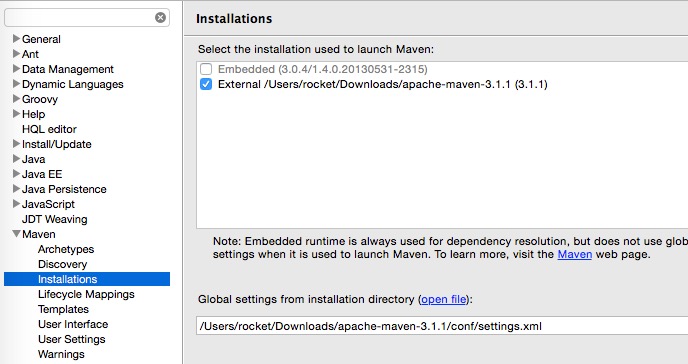 General
Ant
Data Management
Dynamic Languages
Groovy
Help
HQL editor
Install/Update
Java
Java EE
Java Persistence
JavaScript
JDT Weaving
Maven
Archetypes
Discovery
Installations
Lifecycle Mappings
Templates
User Interface
User Settings
Warnings
Installations
Select the installation used to launch Maven:
Embedded (3.0.4/1.4.0.20130531-2315)
External /Users/rocket/Downloads/apache-maven-3.1.1 (3.1.1)
Note: Embedded runtime is always used for dependency resolution, but does not use glob
settings when it is used to launch Maven. To learn more, visit the Maven web page.
Global settings from installation directory (open file):
/Users/rocket/Downloads/apache-maven-3.1.1/conf/settings.xml